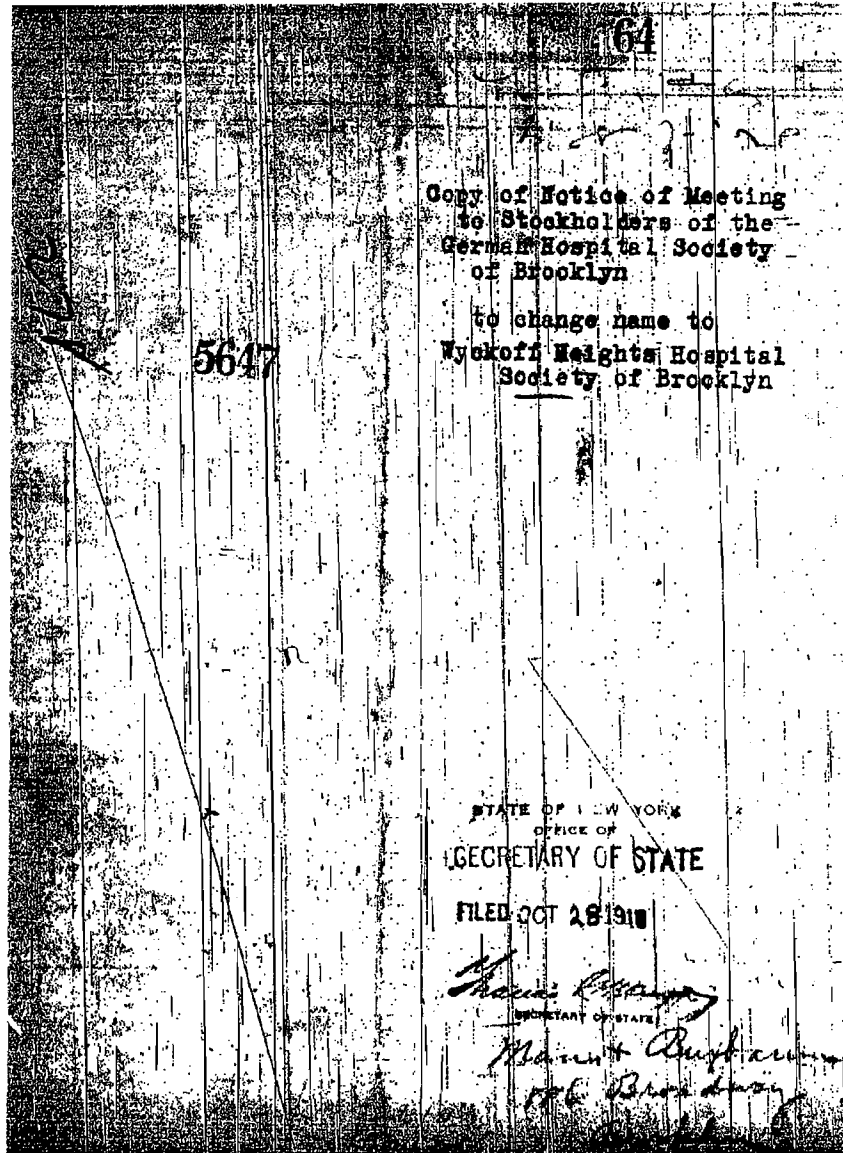 64
Copy of Notice of Meeting
to Stockholders of the
German Hospital Society
of Brooklyn
to change name to
5647
Wyckoff Heights Hospital
Society of Brooklyn
STATE OF NEW YORK
OFFICE OF
SECRETARY OF STATE
FILED OCT 28 1918
SECRETARY OF STATE
Broadway